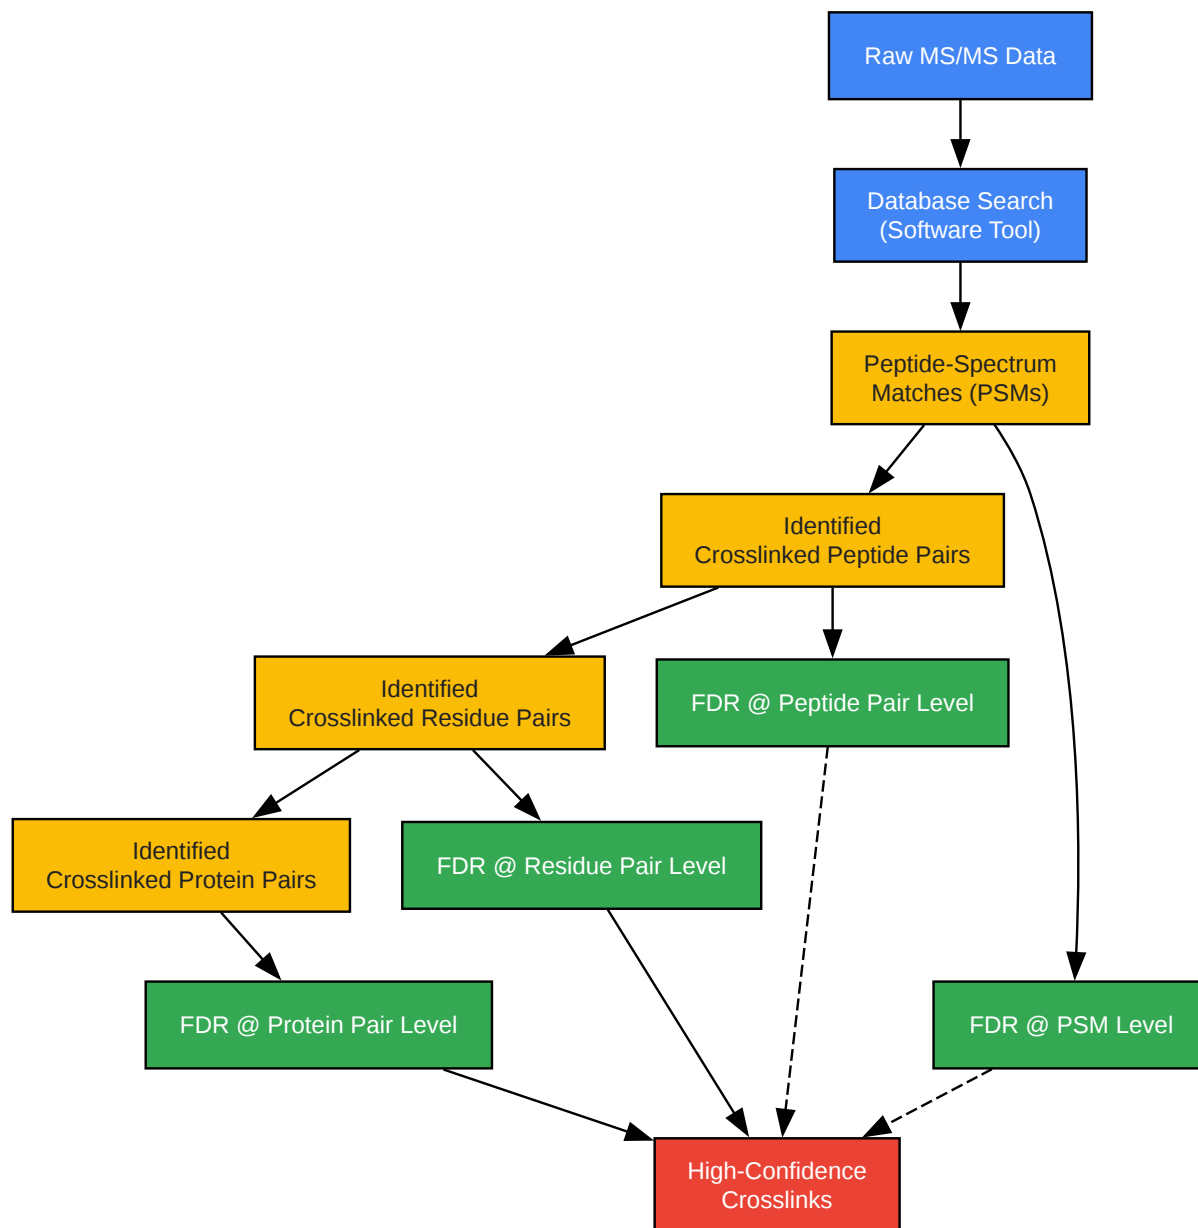 Raw MS/MS Data
Database Search
(Software Tool)
Peptide-Spectrum
Matches (PSMs)
Identified
Crosslinked Peptide Pairs
Identified
Crosslinked Residue Pairs
FDR @ Peptide Pair Level
Identified
Crosslinked Protein Pairs
FDR @ Residue Pair Level
FDR @ Protein Pair Level
FDR @ PSM Level
High-Confidence
Crosslinks